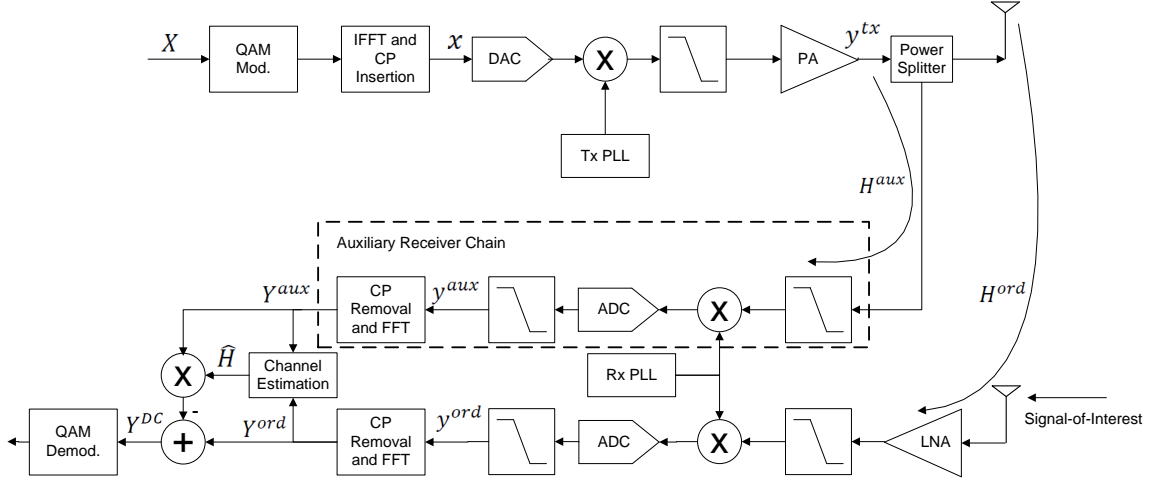 X
QAM
Mod.
IFFT and
CP
Insertion
x
DAC
X
PA
y^{tx}
Power
Splitter
Tx PLL
H^{aux}
Auxiliary Receiver Chain
Y^{aux}
CP
Removal
and FFT
y^{aux}
ADC
X
H^{ord}
X
Ĥ
Channel
Estimation
Rx PLL
QAM
Demod.
Y^{DC}
-
+
Y^{ord}
CP
Removal
and FFT
y^{ord}
ADC
X
LNA
Signal-of-Interest